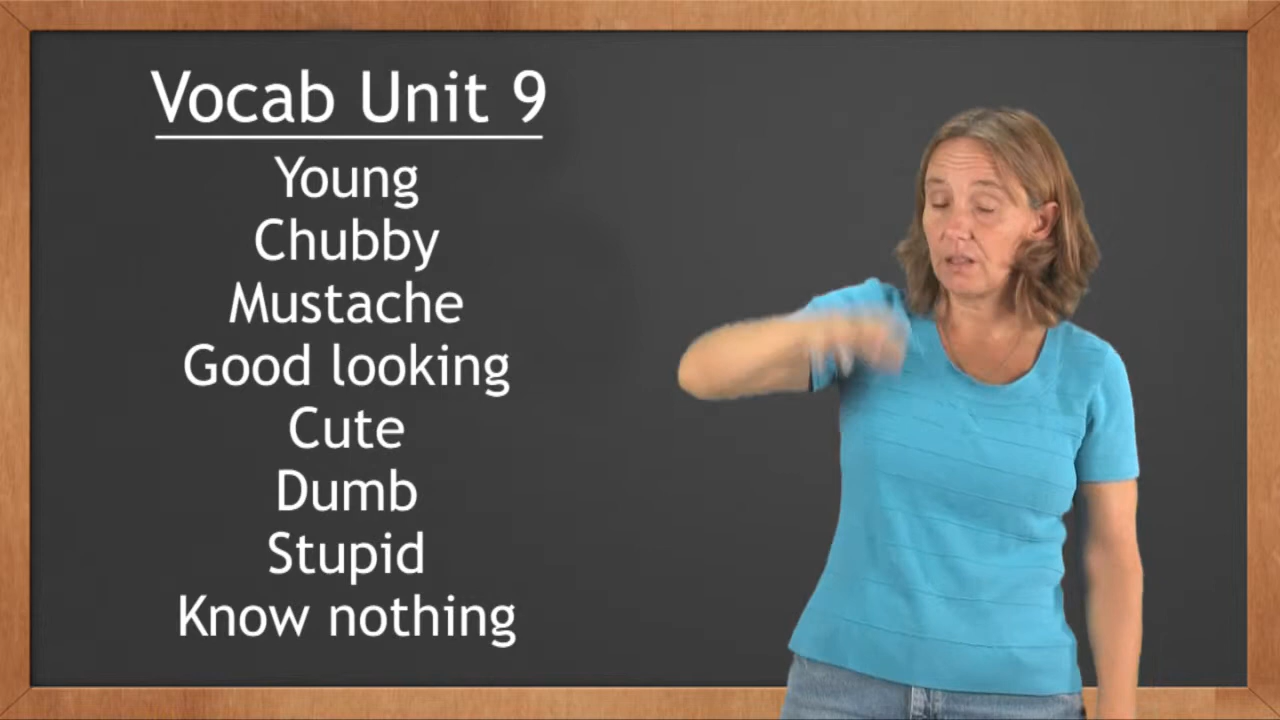 Vocab Unit 9
Young
Chubby
Mustache
Good looking
Cute
Dumb
Stupid
Know nothing